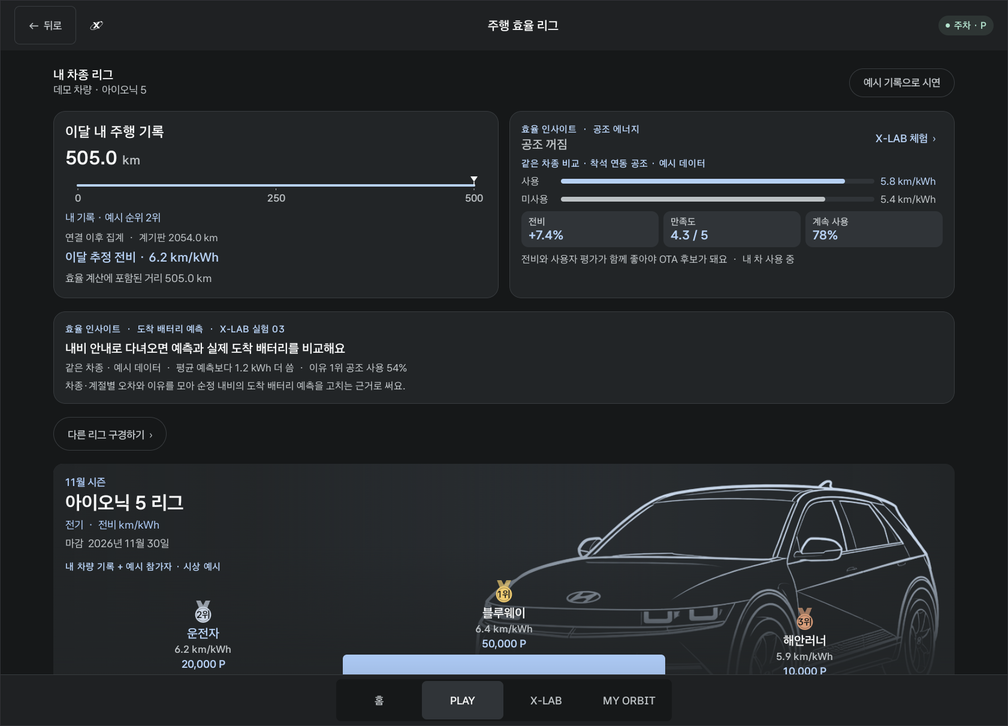 ← 뒤로
주행 효율 리그
주차 · P
내 차종 리그
데모 차량 · 아이오닉 5
예시 기록으로 시연
이달 내 주행 기록
505.0 km
0 250 500
내 기록 · 예시 순위 2위
연결 이후 집계 · 계기판 2054.0 km
이달 추정 전비 · 6.2 km/kWh
효율 계산에 포함된 거리 505.0 km
효율 인사이트 · 공조 에너지
공조 꺼짐
X-LAB 체험 ›
같은 차종 비교 · 착석 연동 공조 · 예시 데이터
사용 5.8 km/kWh
미사용 5.4 km/kWh
전비 만족도 계속 사용
+7.4% 4.3 / 5 78%
전비와 사용자 평가가 함께 좋아야 OTA 후보가 돼요 · 내 차 사용 중
효율 인사이트 · 도착 배터리 예측 · X-LAB 실험 03
내비 안내로 다녀오면 예측과 실제 도착 배터리를 비교해요
같은 차종 · 예시 데이터 · 평균 예측보다 1.2 kWh 더 씀 · 이유 1위 공조 사용 54%
차종·계절별 오차와 이유를 모아 순정 내비의 도착 배터리 예측을 고치는 근거로 써요.
다른 리그 구경하기 ›
11월 시즌
아이오닉 5 리그
전기 · 전비 km/kWh
마감 2026년 11월 30일
내 차량 기록 + 예시 참가자 · 시상 예시
2위
운전자
6.2 km/kWh
20,000 P
1위
블루웨이
6.4 km/kWh
50,000 P
3위
해안러너
5.9 km/kWh
10,000 P
홈 PLAY X-LAB MY ORBIT